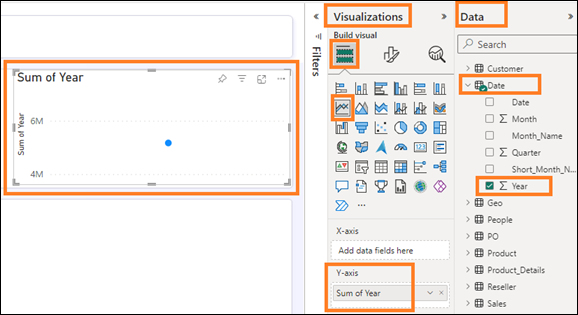 Sum of Year
Sum of Year
6M
4M
Filters
Visualizations
Build visual
X-axis
Add data fields here
Y-axis
Sum of Year
Data
Search
Customer
Date
Date
Month
Month_Name
Quarter
Short_Month_N...
Year
Geo
People
PO
Product
Product_Details
Reseller
Sales